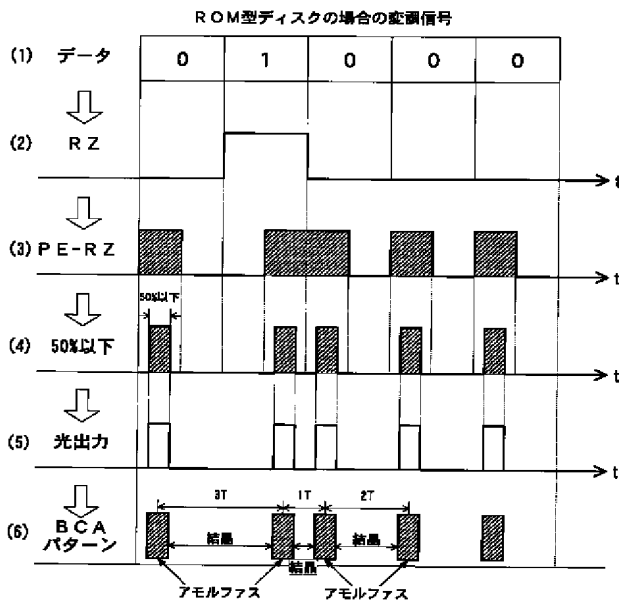 ROM型ディスクの場合の変調信号
(1) データ 0 1 0 0 0
(2) RZ
t
(3) PE-RZ
t
50%以下
(4) 50%以下
t
(5) 光出力
t
3T 1T 2T
(6) BCA
パターン
結晶 結晶
結晶
アモルファス アモルファス